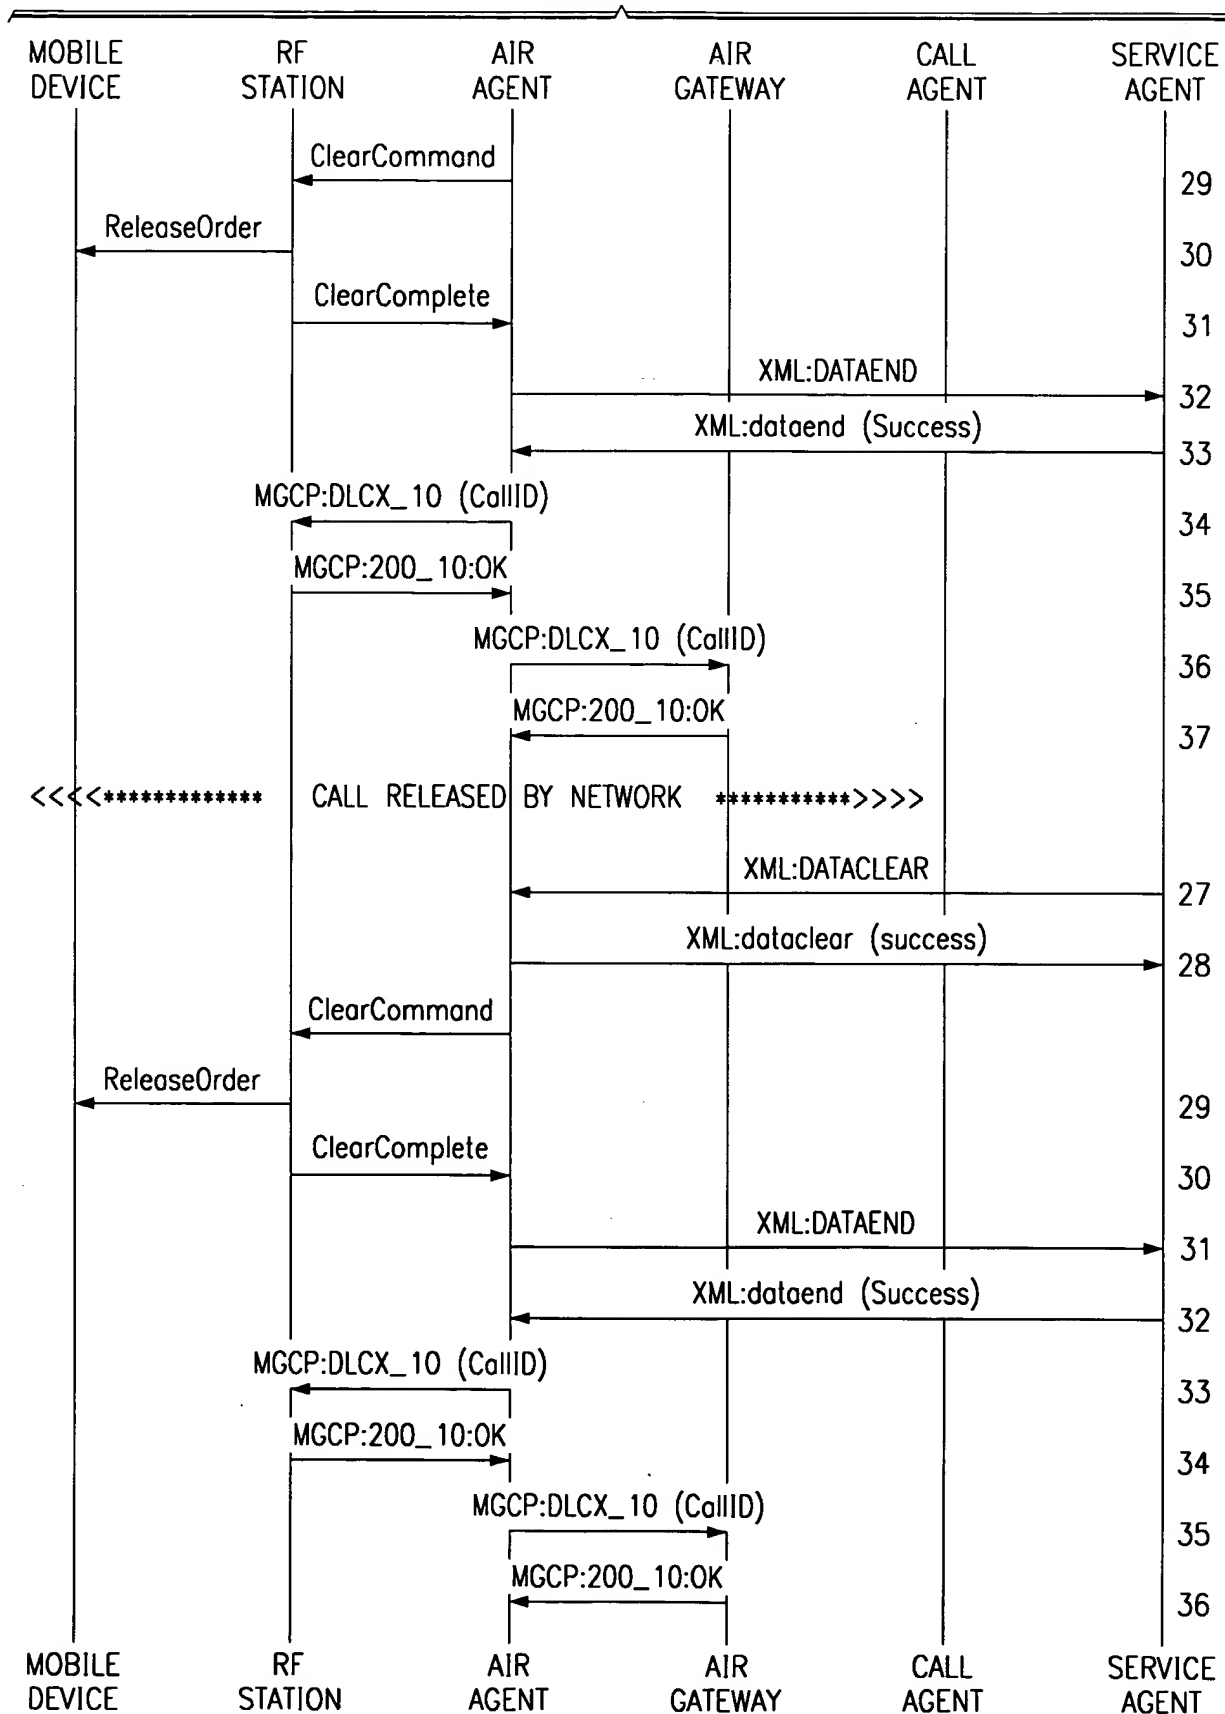 MOBILE DEVICE
RF STATION
AIR AGENT
AIR GATEWAY
CALL AGENT
SERVICE AGENT
ClearCommand
29
ReleaseOrder
30
ClearComplete
31
XML:DATAEND
32
XML:dataend (Success)
33
MGCP:DLCX_10 (CallID)
34
MGCP:200_10:OK
35
MGCP:DLCX_10 (CallID)
36
MGCP:200_10:OK
37
<<<<************* CALL RELEASED BY NETWORK ***********>>>>
XML:DATACLEAR
27
XML:dataclear (success)
28
ClearCommand
ReleaseOrder
29
ClearComplete
30
XML:DATAEND
31
XML:dataend (Success)
32
MGCP:DLCX_10 (CallID)
33
MGCP:200_10:OK
34
MGCP:DLCX_10 (CallID)
35
MGCP:200_10:OK
36
MOBILE DEVICE
RF STATION
AIR AGENT
AIR GATEWAY
CALL AGENT
SERVICE AGENT